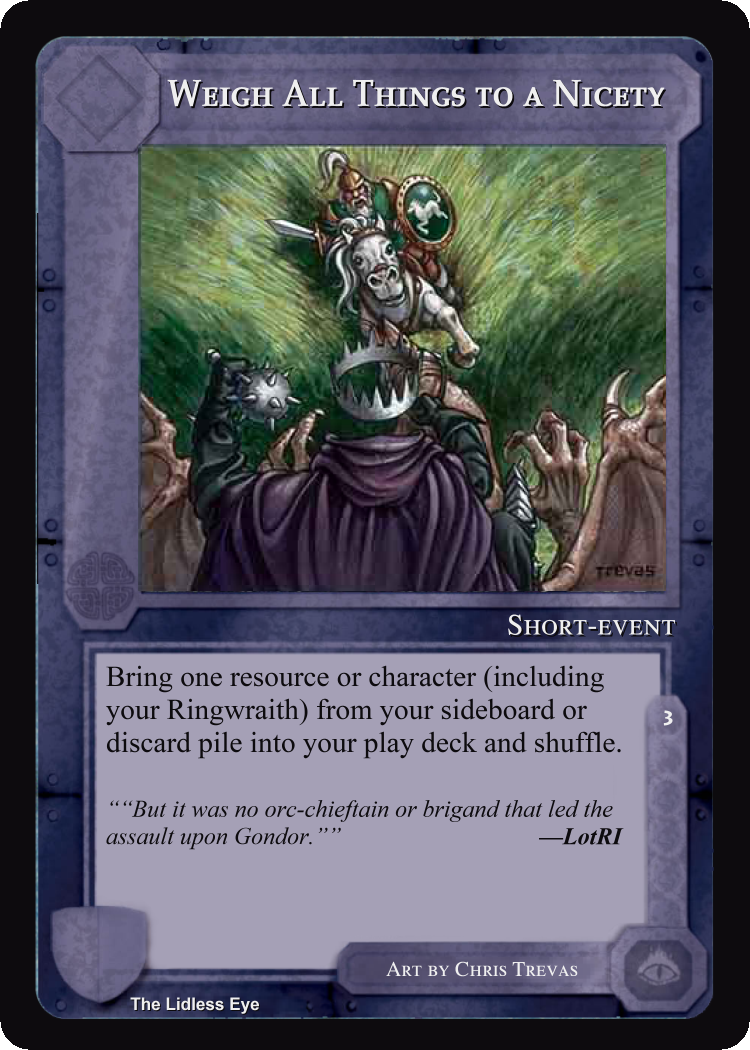 Weigh All Things to a Nicety
TREVAS
Short-event
Bring one resource or character (including
your Ringwraith) from your sideboard or
discard pile into your play deck and shuffle.
3
““But it was no orc-chieftain or brigand that led the
assault upon Gondor.”” —LotRI
Art by Chris Trevas
The Lidless Eye